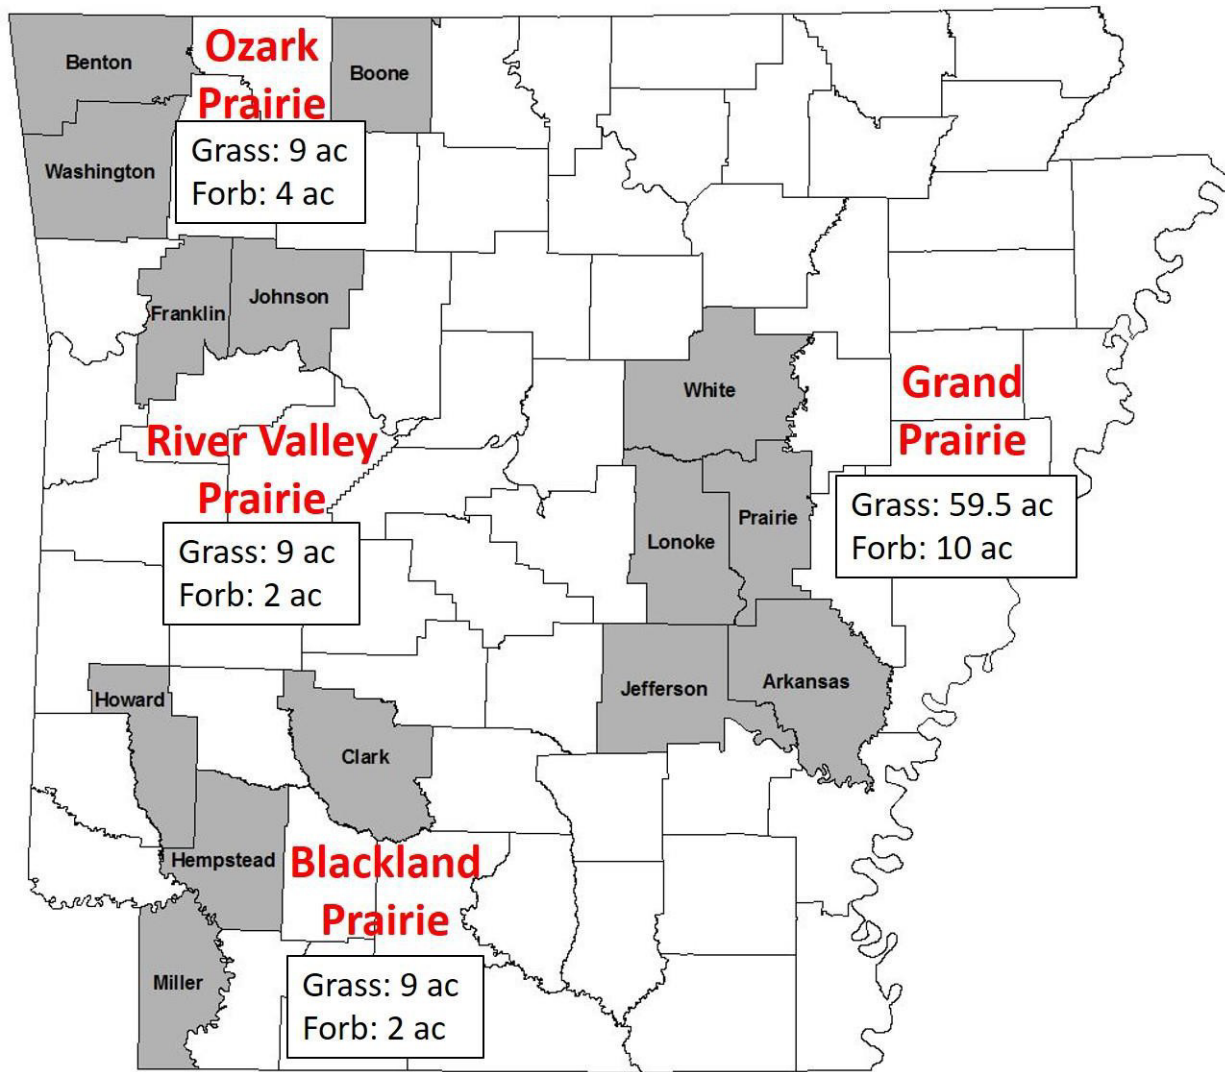 Benton
Ozark
Prairie
Boone
Washington
Grass: 9 ac
Forb: 4 ac
Franklin
Johnson
White
Grand
Prairie
River Valley
Prairie
Grass: 59.5 ac
Forb: 10 ac
Lonoke
Prairie
Grass: 9 ac
Forb: 2 ac
Howard
Jefferson
Arkansas
Clark
Hempstead
Blackland
Prairie
Miller
Grass: 9 ac
Forb: 2 ac